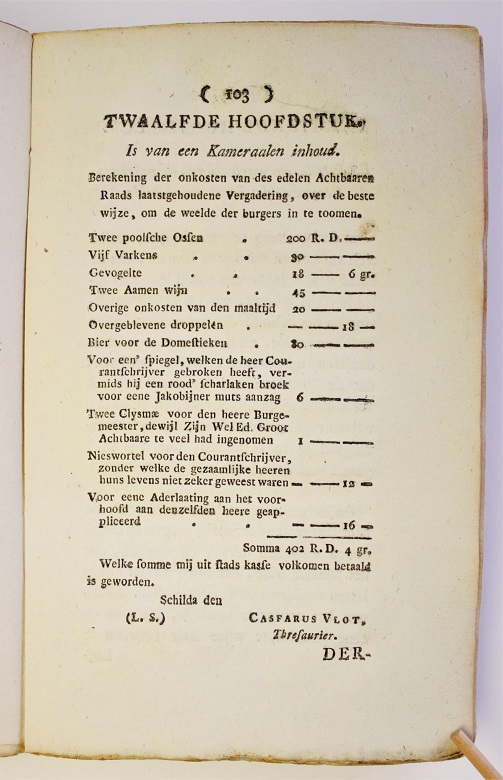 ( 103 )
TWAALFDE HOOFDSTUK.
Is van een Kameraalen inhoud.
Berekening der onkosten van des edelen Achtbaaren
Raads laatstgehoudene Vergadering, over de beste
wijze, om de weelde der burgers in te toomen.
Twee poolsche Ossen . 200 R. D. —
Vijf Varkens . . 30 — —
Gevogelte . . 18 — 6 gr.
Twee Aamen wijn . . 45 — —
Overige onkosten van den maaltijd 20 — —
Overgeblevene droppelen . — — 18 —
Bier voor de Domestieken . 80 — —
Voor een' spiegel, welken de heer Cou-
rantschrijver gebroken heeft, ver-
mids hij een rood' scharlaken broek
voor eene Jakobijner muts aanzag 6 — —
Twee Clysmæ voor den heere Burge-
meester, dewijl Zijn Wel Ed. Groot
Achtbaare te veel had ingenomen 1 — —
Nieswortel voor den Courantschrijver,
zonder welke de gezaamlijke heeren
huns levens niet zeker geweest waren — — 12 —
Voor eene Aderlaating aan het voor-
hoofd aan denzelfden heere geap-
pliceerd . . — — 16 —
Somma 402 R. D. 4 gr.
Welke somme mij uit stads kasse volkomen betaald
is geworden.
Schilda den
(L. S.) CASPARUS VLOT,
Thresaurier.
DER-